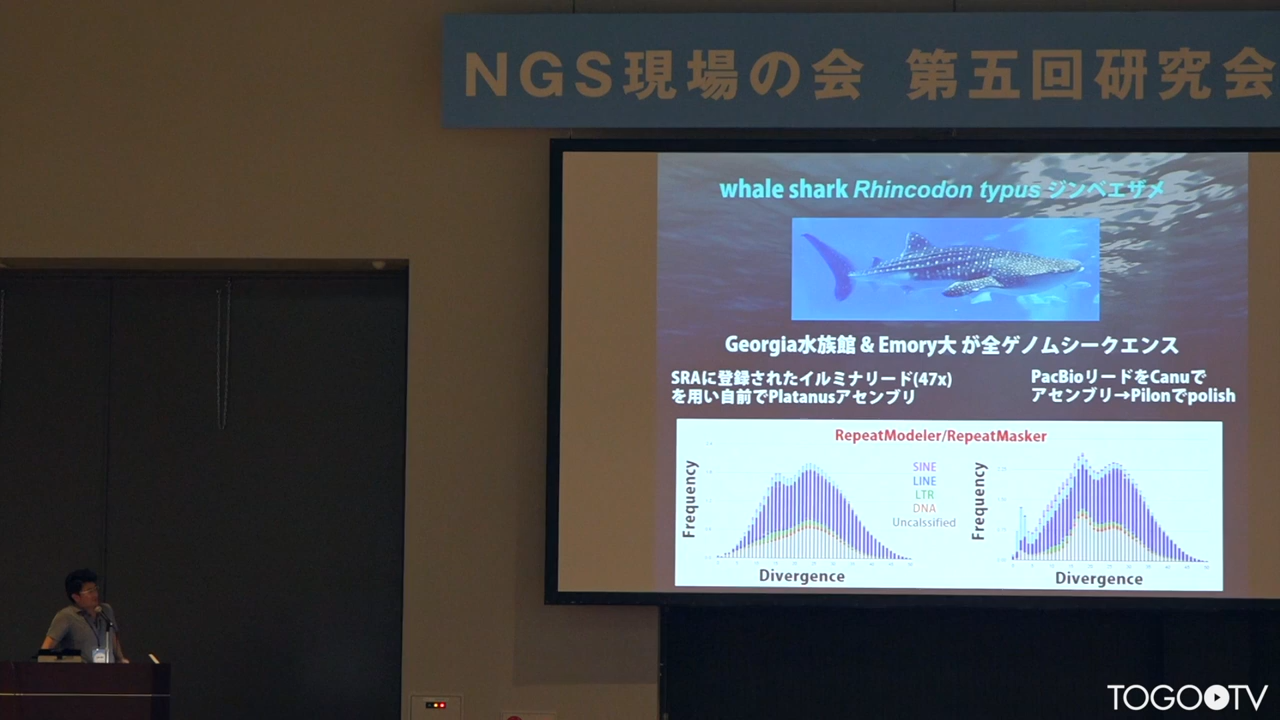 NGS現場の会 第五回研究会
whale shark Rhincodon typus ジンベエザメ
Georgia水族館 & Emory大 が全ゲノムシークエンス
SRAに登録されたイルミナリード(47x)
を用い自前でPlatanusアセンブリ
PacBioリードをCanuで
アセンブリ→Pilonでpolish
RepeatModeler/RepeatMasker
Frequency
SINE
LINE
LTR
DNA
Uncalssified
Frequency
Divergence
Divergence
TOGOTV